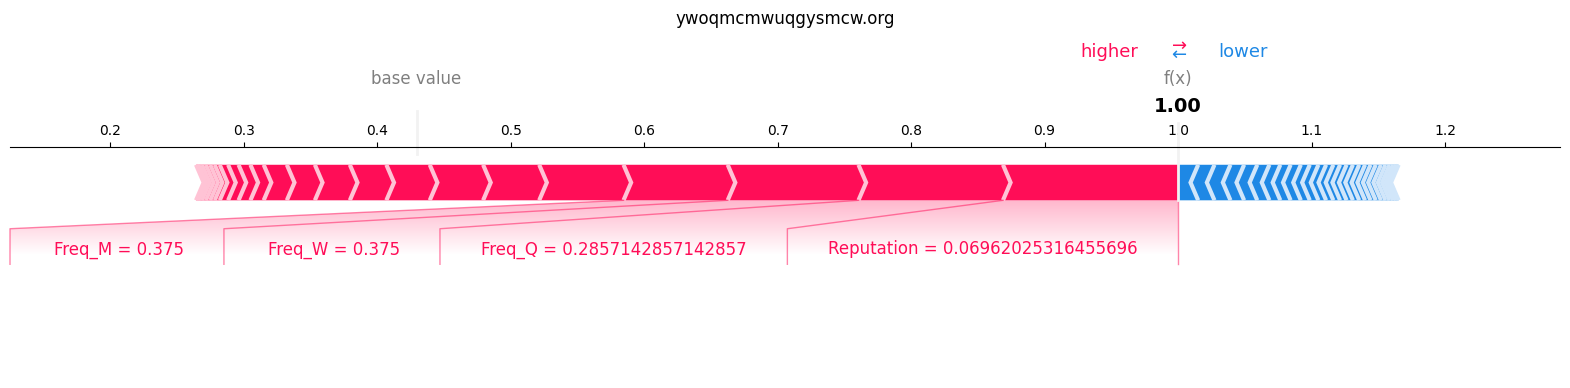 ywoqmcmwuqgysmcw.org
higher → ← lower
base value f(x)
1.00
0.2 0.3 0.4 0.5 0.6 0.7 0.8 0.9 1.0 1.1 1.2
Freq_M = 0.375 Freq_W = 0.375 Freq_Q = 0.2857142857142857 Reputation = 0.06962025316455696